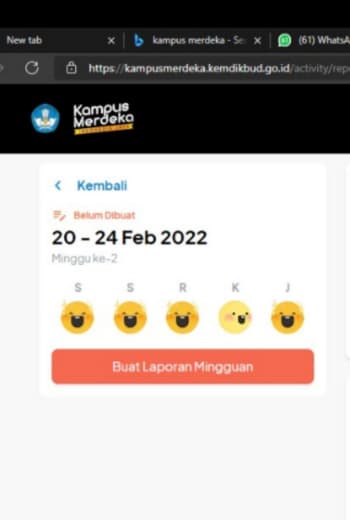 New tab
kampus merdeka - Se
(61) WhatsA
https://kampusmerdeka.kemdikbud.go.id/activity/rep
Kampus
Merdeka
INDONESIA JAYA
Kembali
Belum Dibuat
20 - 24 Feb 2022
Minggu ke-2
S S R K J
Buat Laporan Mingguan